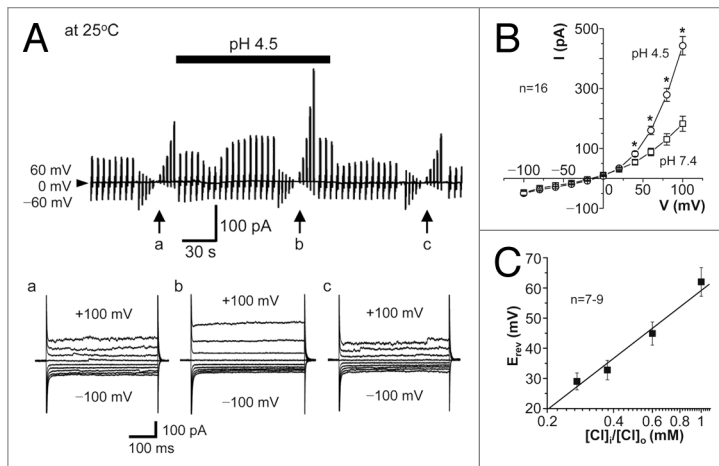 A
at 25°C
pH 4.5
60 mV
0 mV
−60 mV
100 pA
30 s
a
b
c
a
b
c
+100 mV
+100 mV
+100 mV
−100 mV
−100 mV
−100 mV
100 pA
100 ms
B
I (pA)
500
pH 4.5
n=16
300
100
pH 7.4
−100 −50
0 50 100
V (mV)
−100
* * * *
C
70
60
50
40
30
20
n=7-9
Erev (mV)
0.2 0.4 0.6 1
[Cl]i/[Cl]o (mM)